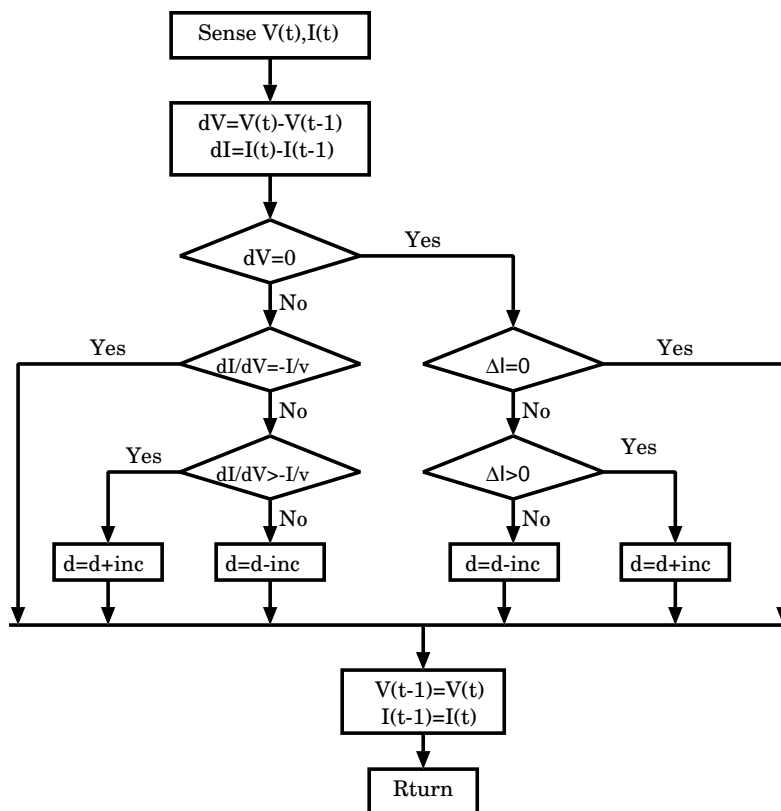 Sense V(t),I(t)
dV=V(t)-V(t-1)
dI=I(t)-I(t-1)
dV=0
Yes
No
Yes
dI/dV=-I/v
ΔI=0
Yes
No
No
Yes
dI/dV>-I/v
ΔI>0
Yes
No
No
d=d+inc
d=d-inc
d=d-inc
d=d+inc
V(t-1)=V(t)
I(t-1)=I(t)
Rturn